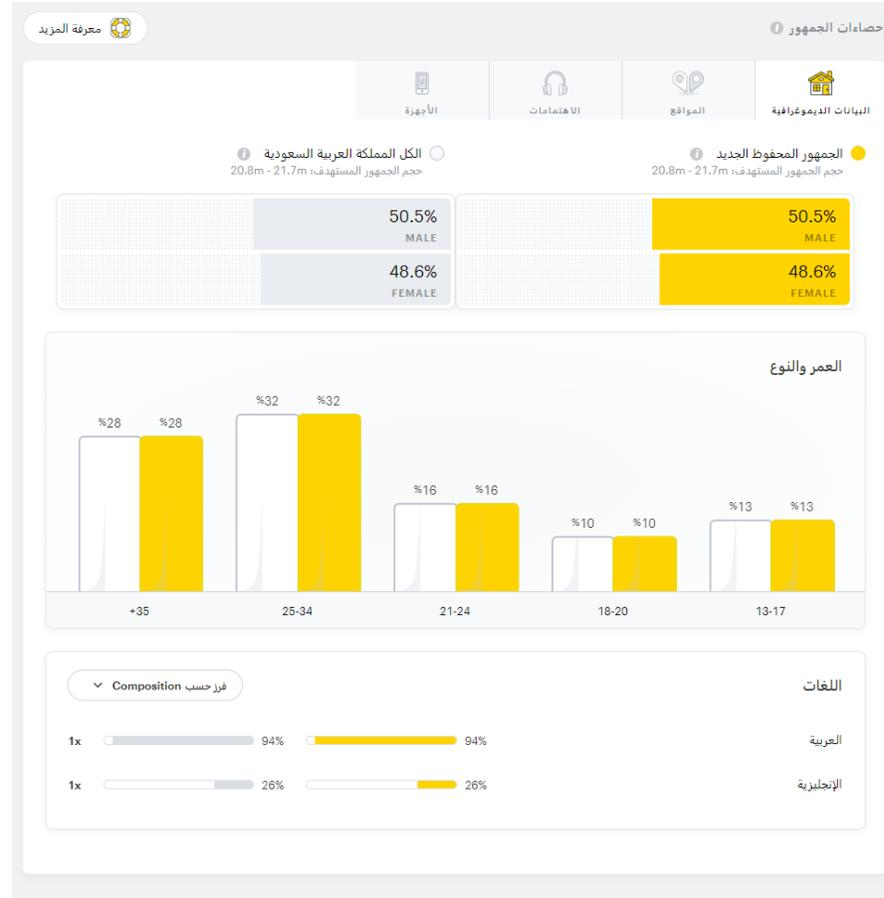 إحصاءات الجمهور
معرفة المزيد
البيانات الديموغرافية
المواقع
الاهتمامات
الأجهزة
الجمهور المحفوظ الجديد
حجم الجمهور المستهدف: 20.8m - 21.7m
الكل المملكة العربية السعودية
حجم الجمهور المستهدف: 20.8m - 21.7m
50.5%
MALE
50.5%
MALE
48.6%
FEMALE
48.6%
FEMALE
العمر والنوع
%13 %13
%10 %10
%16 %16
%32 %32
%28 %28
13-17
18-20
21-24
25-34
+35
اللغات
فرز حسب Composition
العربية
94%
94%
1x
الإنجليزية
26%
26%
1x